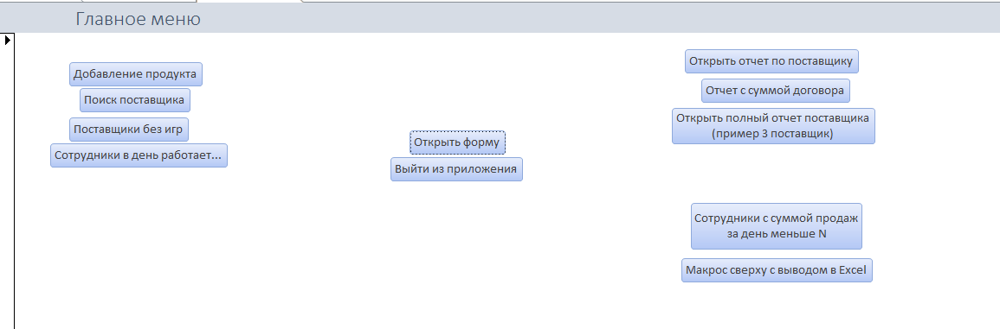 Главное меню
Добавление продукта
Поиск поставщика
Поставщики без игр
Сотрудники в день работает...
Открыть форму
Выйти из приложения
Открыть отчет по поставщику
Отчет с суммой договора
Открыть полный отчет поставщика
(пример 3 поставщик)
Сотрудники с суммой продаж
за день меньше N
Макрос сверху с выводом в Excel